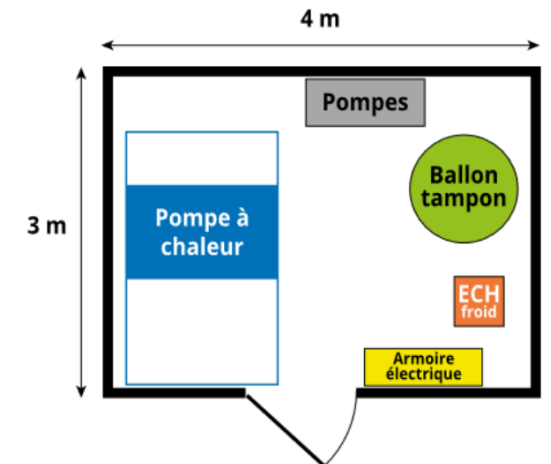 4 m
Pompes
Ballon
tampon
3 m
Pompe à
chaleur
ECH
froid
Armoire
électrique